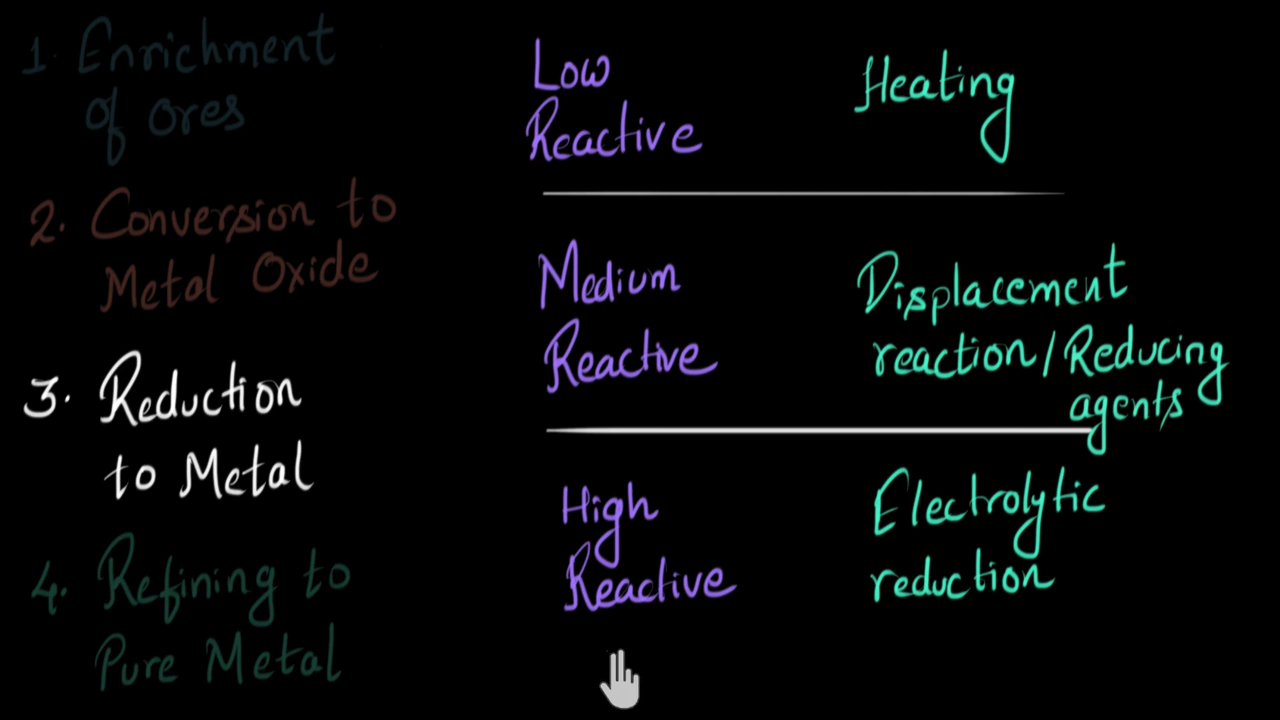 1. Enrichment
of ores
2. Conversion to
Metal Oxide
3. Reduction
to Metal
4. Refining to
Pure Metal
Low
Reactive
Heating
Medium
Reactive
Displacement
reaction/Reducing
agents
High
Reactive
Electrolytic
reduction